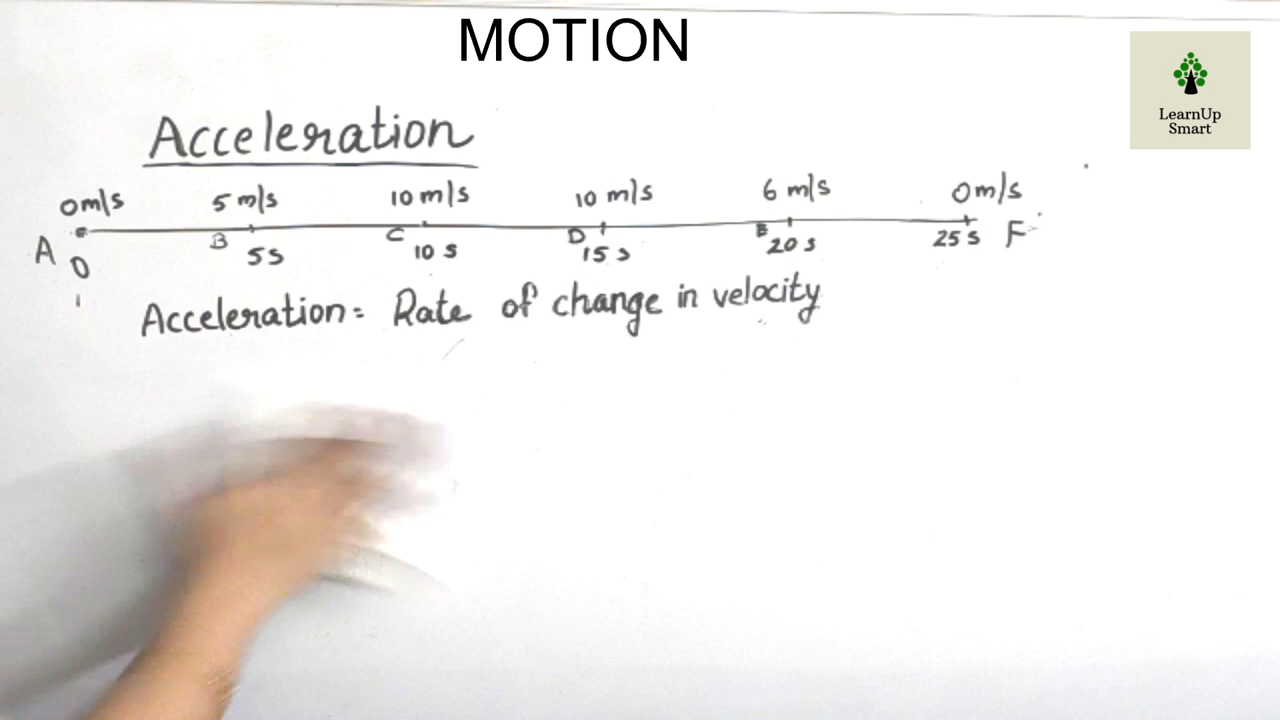 MOTION
LearnUp
Smart
Acceleration
0m/s 5 m/s 10 m/s 10 m/s 6 m/s 0 m/s
A 0 B 5s C 10 s D 15 s E 20 s 25 s F
Acceleration = Rate of change in velocity